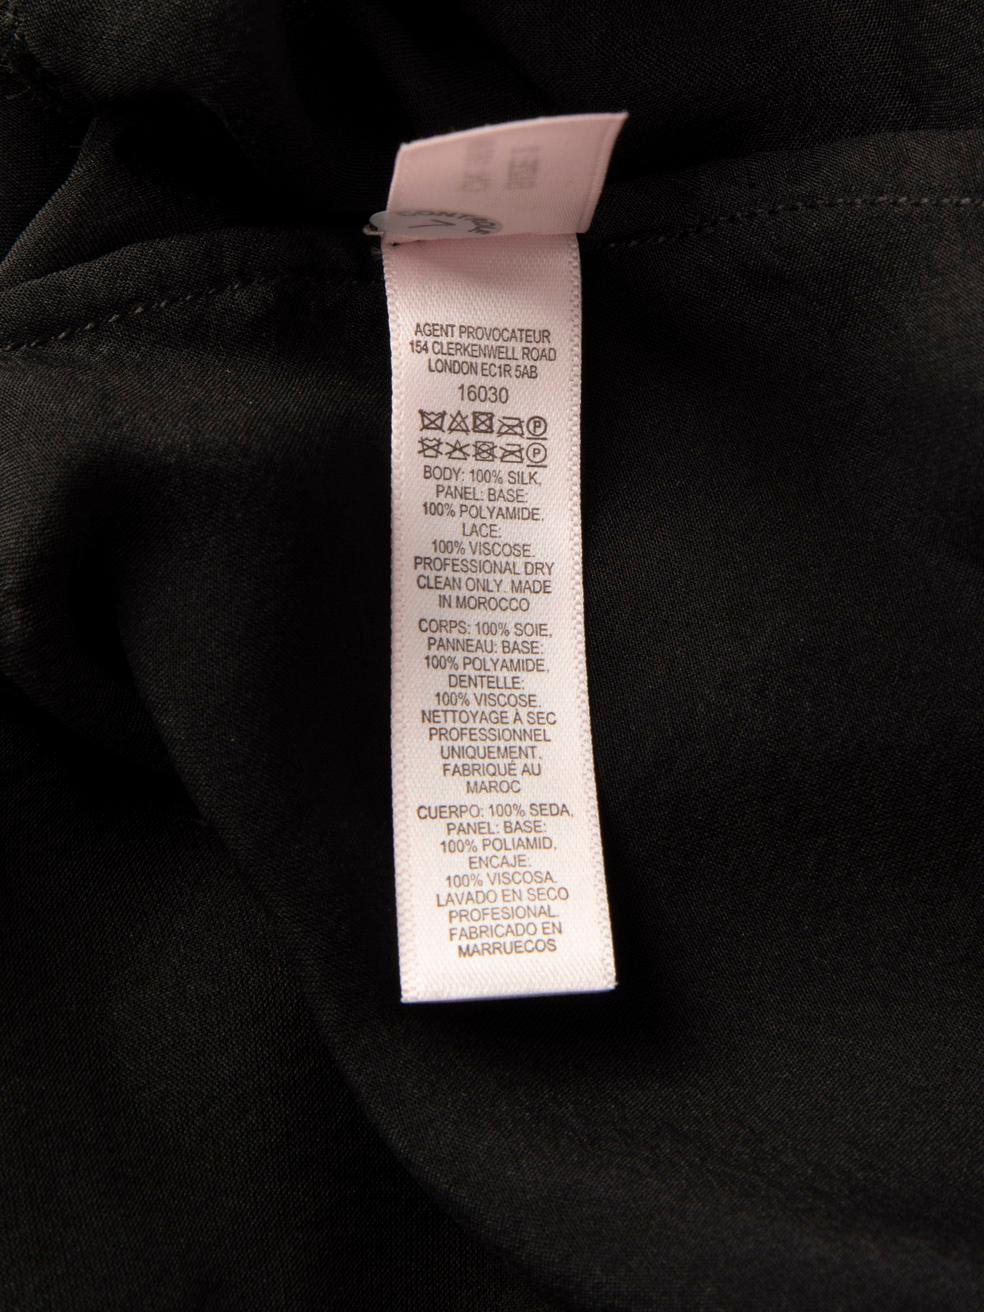 CONTROL
7
AGENT PROVOCATEUR
154 CLERKENWELL ROAD
LONDON EC1R 5AB
16030
P
P
BODY: 100% SILK,
PANEL: BASE:
100% POLYAMIDE,
LACE:
100% VISCOSE.
PROFESSIONAL DRY
CLEAN ONLY. MADE
IN MOROCCO
CORPS: 100% SOIE,
PANNEAU: BASE:
100% POLYAMIDE,
DENTELLE:
100% VISCOSE.
NETTOYAGE À SEC
PROFESSIONNEL
UNIQUEMENT.
FABRIQUÉ AU
MAROC
CUERPO: 100% SEDA,
PANEL: BASE:
100% POLIAMID,
ENCAJE:
100% VISCOSA.
LAVADO EN SECO
PROFESIONAL.
FABRICADO EN
MARRUECOS